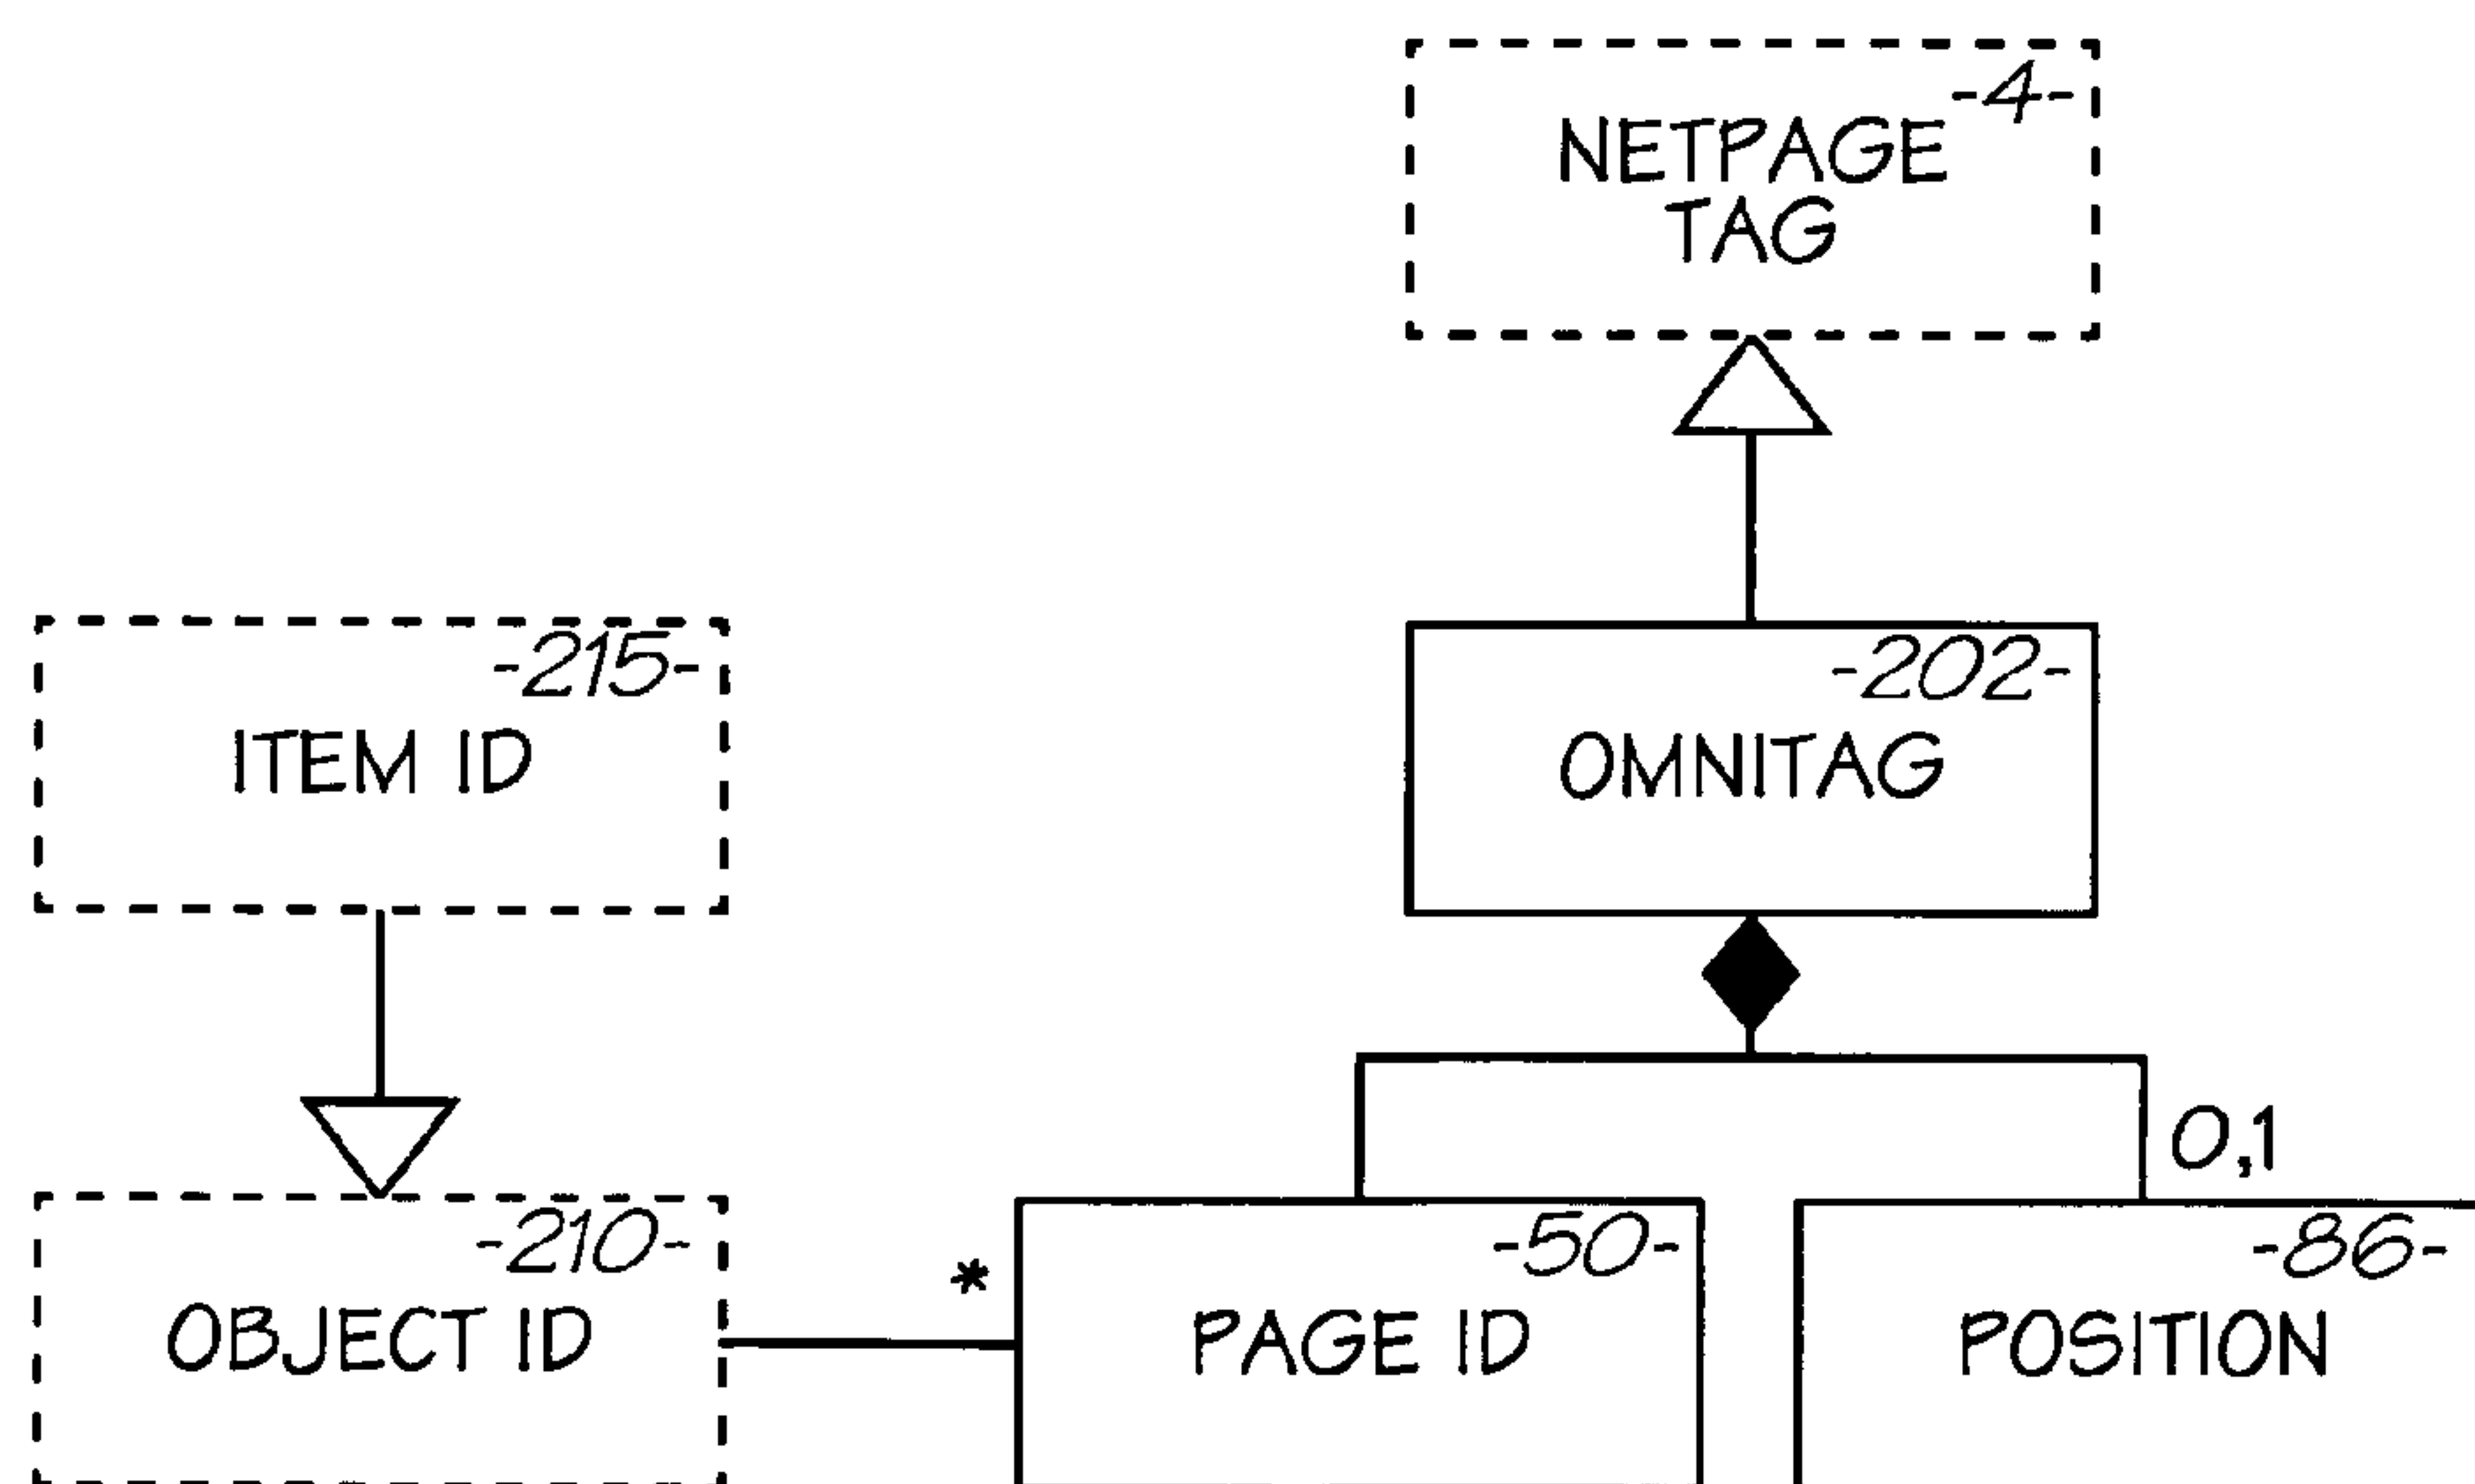 -4-
NETPAGE
TAG
-215-
ITEM ID
-202-
OMNITAG
0,1
-210-
OBJECT ID
*
-50-
PAGE ID
-86-
POSITION